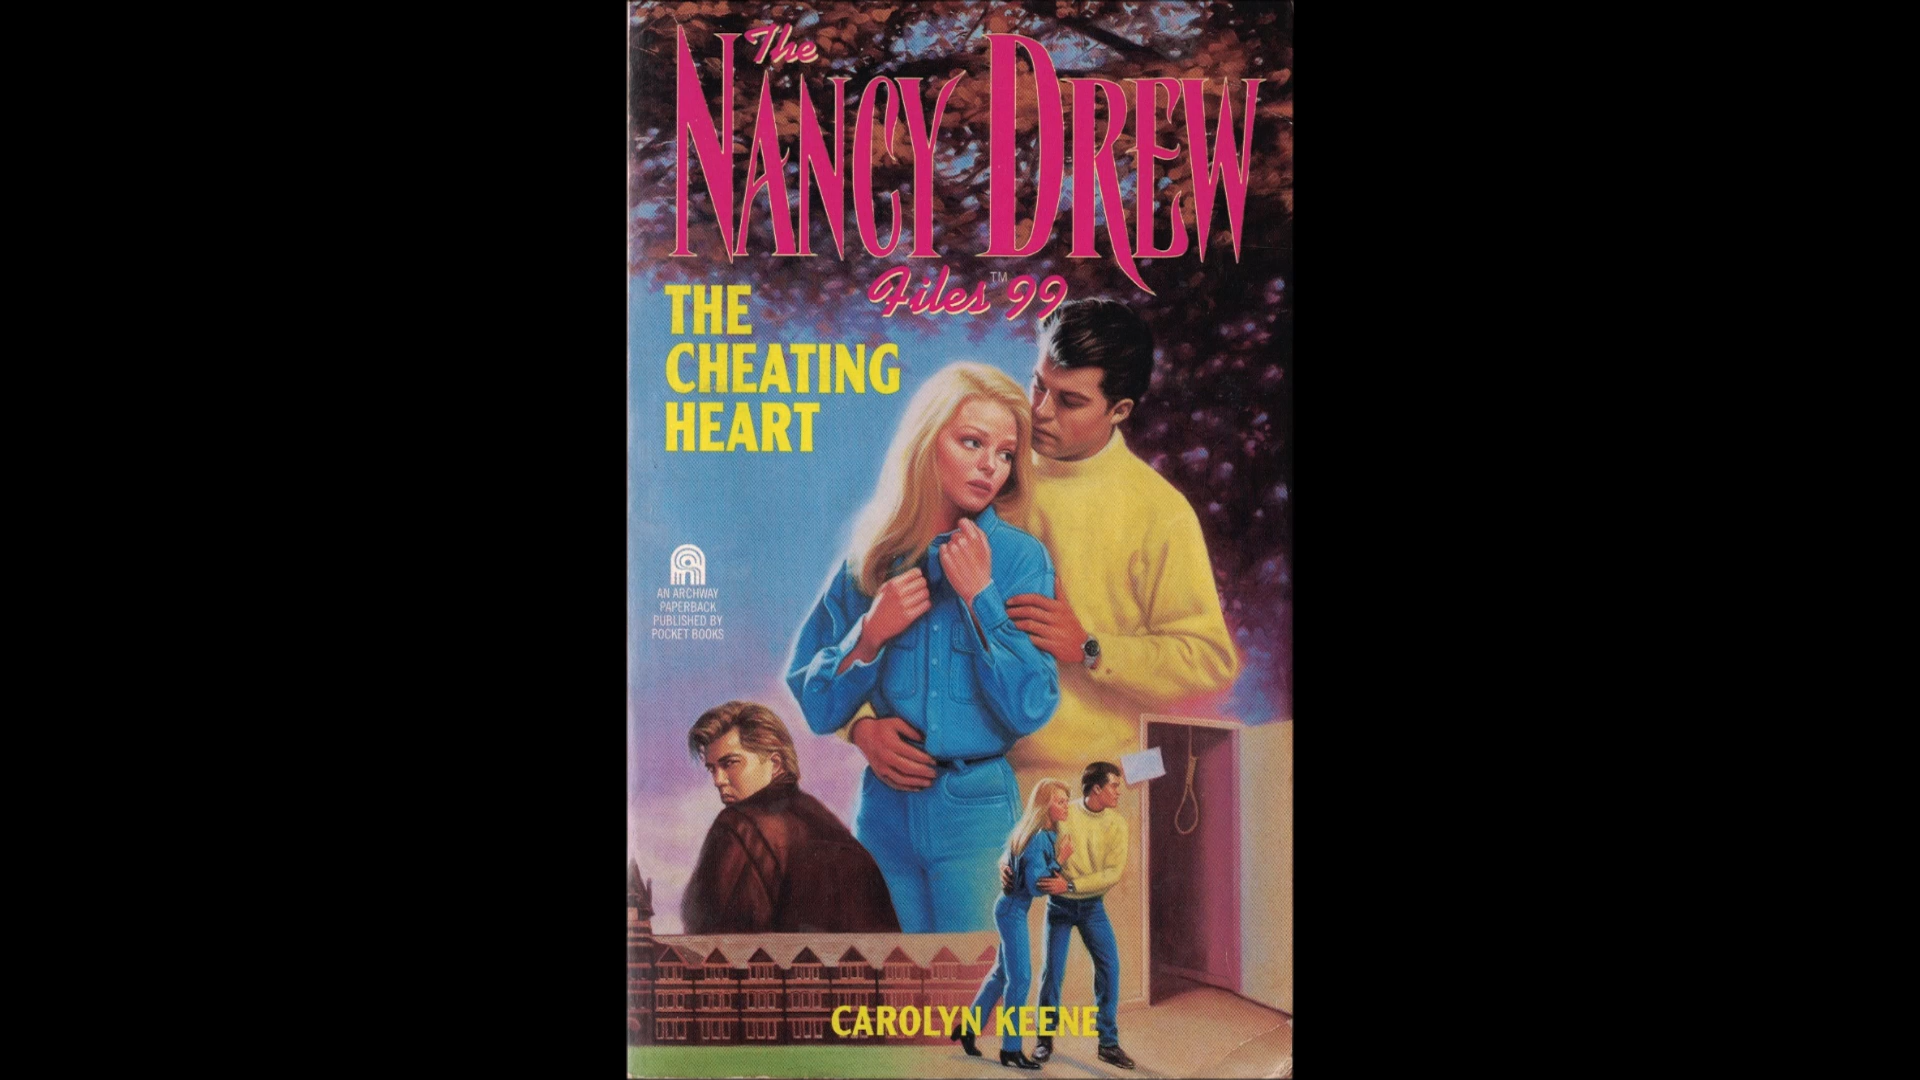 The
NANCY DREW
Files™ 99
THE
CHEATING
HEART
AN ARCHWAY
PAPERBACK
PUBLISHED BY
POCKET BOOKS
CAROLYN KEENE